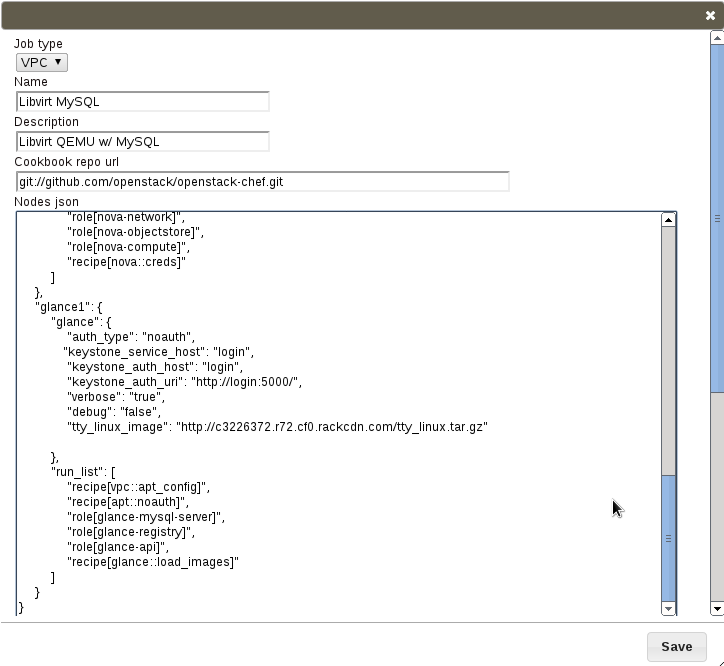 Job type
VPC
Name
Libvirt MySQL
Description
Libvirt QEMU w/ MySQL
Cookbook repo url
git://github.com/openstack/openstack-chef.git
Nodes json
"role[nova-network]",
"role[nova-objectstore]",
"role[nova-compute]",
"recipe[nova::creds]"
]
},
"glance1": {
"glance": {
"auth_type": "noauth",
"keystone_service_host": "login",
"keystone_auth_host": "login",
"keystone_auth_uri": "http://login:5000/",
"verbose": "true",
"debug": "false",
"tty_linux_image": "http://c3226372.r72.cf0.rackcdn.com/tty_linux.tar.gz"
},
"run_list": [
"recipe[vpc::apt_config]",
"recipe[apt::noauth]",
"role[glance-mysql-server]",
"role[glance-registry]",
"role[glance-api]",
"recipe[glance::load_images]"
]
}
}
Save